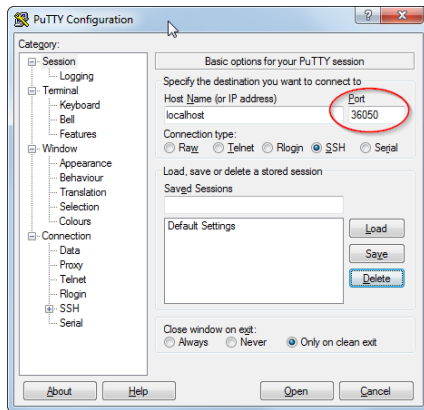 PuTTY Configuration
Category:
Session
Logging
Terminal
Keyboard
Bell
Features
Window
Appearance
Behaviour
Translation
Selection
Colours
Connection
Data
Proxy
Telnet
Rlogin
SSH
Serial
Basic options for your PuTTY session
Specify the destination you want to connect to
Host Name (or IP address) Port
localhost 36050
Connection type:
Raw Telnet Rlogin SSH Serial
Load, save or delete a stored session
Saved Sessions
Default Settings
Load
Save
Delete
Close window on exit:
Always Never Only on clean exit
About Help Open Cancel